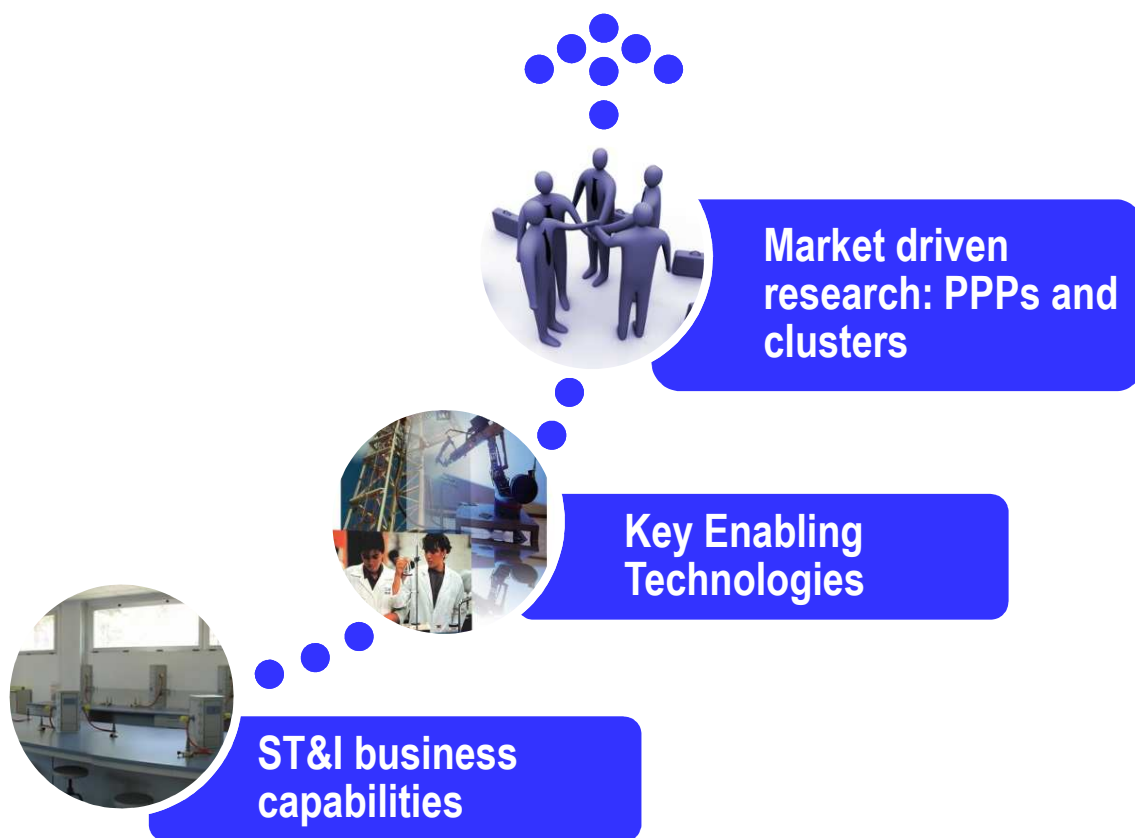 Market driven
research: PPPs and
clusters
Key Enabling
Technologies
ST&I business
capabilities